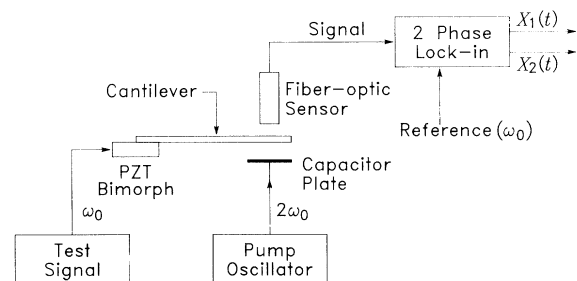 Signal
2 Phase
Lock-in
X₁(t)
X₂(t)
Cantilever
Fiber-optic
Sensor
Reference(ω₀)
PZT
Bimorph
Capacitor
Plate
ω₀
2ω₀
Test
Signal
Pump
Oscillator